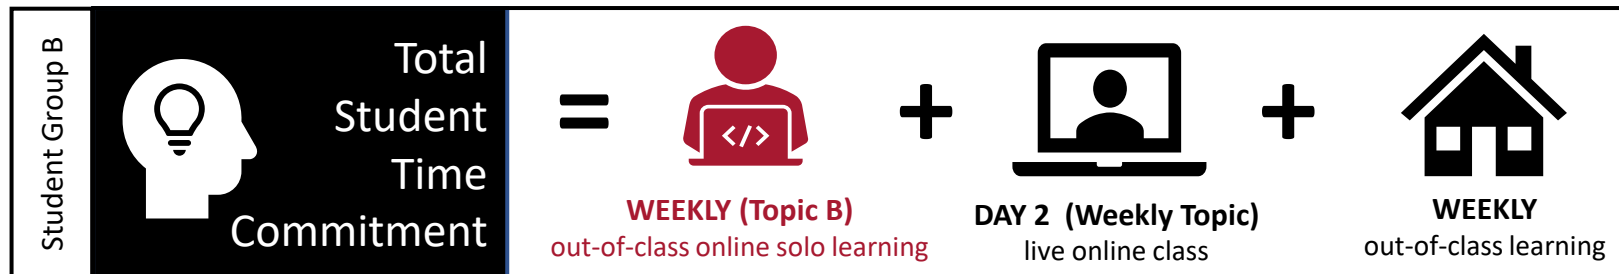 Student Group B
Total
Student
Time
Commitment
=
</>
WEEKLY (Topic B)
out-of-class online solo learning
+
DAY 2  (Weekly Topic)
live online class
+
WEEKLY
out-of-class learning